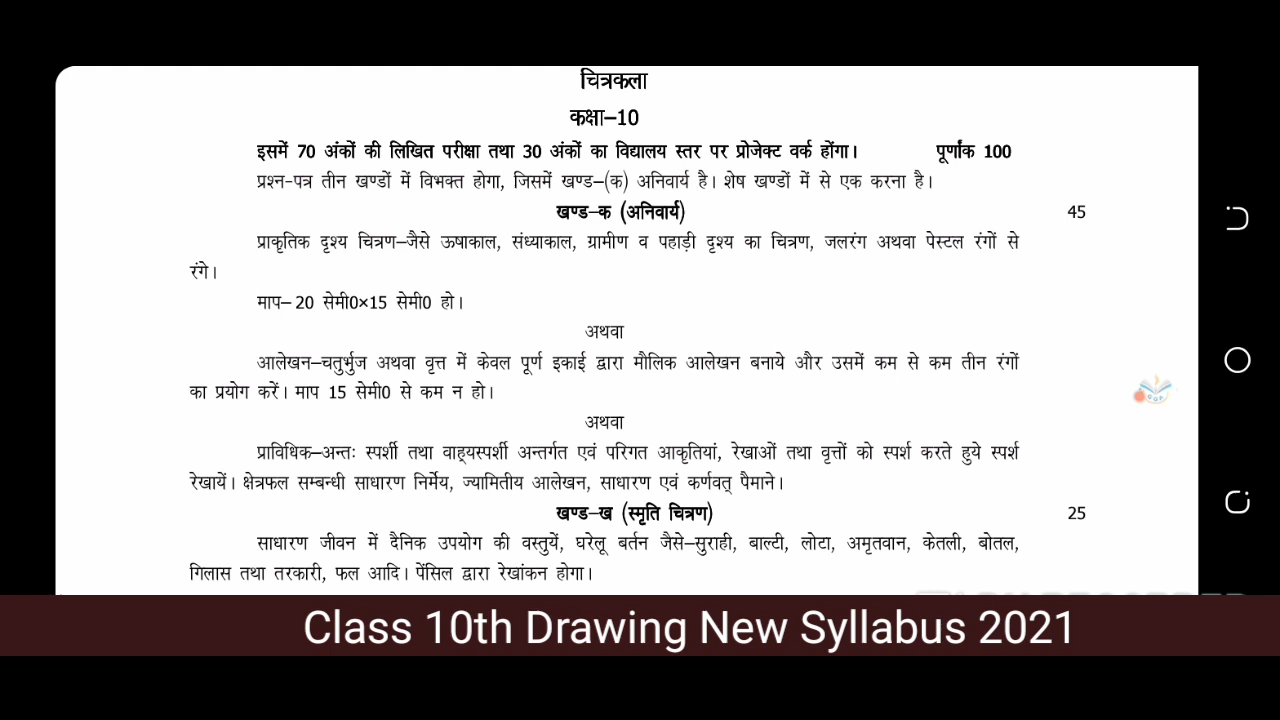 चित्रकला
कक्षा–10
इसमें 70 अंकों की लिखित परीक्षा तथा 30 अंकों का विद्यालय स्तर पर प्रोजेक्ट वर्क होंगा। पूर्णांक 100
प्रश्न-पत्र तीन खण्डों में विभक्त होगा, जिसमें खण्ड–(क) अनिवार्य है। शेष खण्डों में से एक करना है।
खण्ड–क (अनिवार्य) 45
प्राकृतिक दृश्य चित्रण–जैसे ऊषाकाल, संध्याकाल, ग्रामीण व पहाड़ी दृश्य का चित्रण, जलरंग अथवा पेस्टल रंगों से
रंगे।
माप– 20 सेमी0×15 सेमी0 हो।
अथवा
आलेखन–चतुर्भुज अथवा वृत्त में केवल पूर्ण इकाई द्वारा मौलिक आलेखन बनाये और उसमें कम से कम तीन रंगों
का प्रयोग करें। माप 15 सेमी0 से कम न हो।
अथवा
प्राविधिक–अन्तः स्पर्शी तथा वाह्यस्पर्शी अन्तर्गत एवं परिगत आकृतियां, रेखाओं तथा वृत्तों को स्पर्श करते हुये स्पर्श
रेखायें। क्षेत्रफल सम्बन्धी साधारण निर्मेय, ज्यामितीय आलेखन, साधारण एवं कर्णवत् पैमाने।
खण्ड–ख (स्मृति चित्रण) 25
साधारण जीवन में दैनिक उपयोग की वस्तुयें, घरेलू बर्तन जैसे–सुराही, बाल्टी, लोटा, अमृतवान, केतली, बोतल,
गिलास तथा तरकारी, फल आदि। पेंसिल द्वारा रेखांकन होगा।
Class 10th Drawing New Syllabus 2021